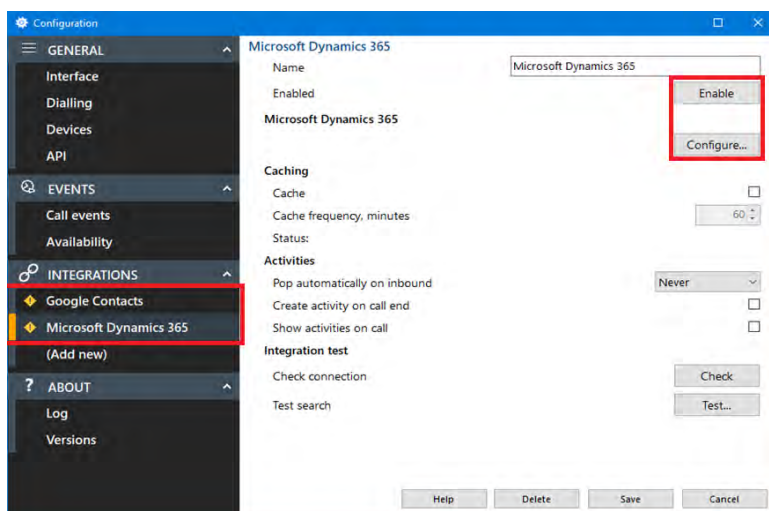 Configuration
GENERAL
Interface
Dialling
Devices
API
EVENTS
Call events
Availability
INTEGRATIONS
Google Contacts
Microsoft Dynamics 365
(Add new)
? ABOUT
Log
Versions
Microsoft Dynamics 365
Name Microsoft Dynamics 365
Enabled Enable
Microsoft Dynamics 365
Configure...
Caching
Cache
Cache frequency, minutes 60
Status:
Activities
Pop automatically on inbound Never
Create activity on call end
Show activities on call
Integration test
Check connection Check
Test search Test...
Help Delete Save Cancel